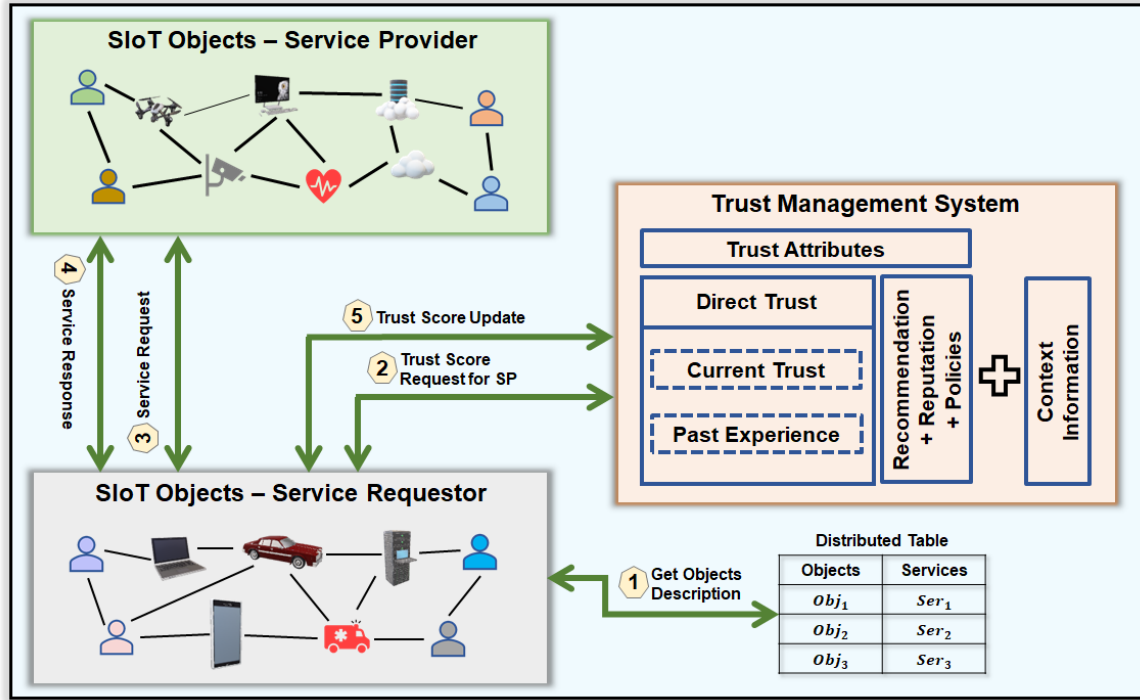 SIoT Objects – Service Provider
4
Service Response
3
Service Request
5
Trust Score Update
2
Trust Score
Request for SP
Trust Management System
Trust Attributes
Direct Trust
Current Trust
Past Experience
Recommendation
+ Reputation
+ Policies
Context
Information
SIoT Objects – Service Requestor
1
Get Objects
Description
Distributed Table
Objects Services
Obj₁ Ser₁
Obj₂ Ser₂
Obj₃ Ser₃